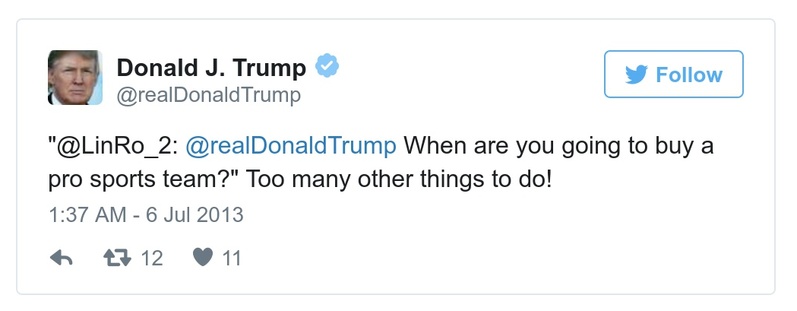 Donald J. Trump
@realDonaldTrump
Follow
"@LinRo_2: @realDonaldTrump When are you going to buy a
pro sports team?" Too many other things to do!
1:37 AM - 6 Jul 2013
12 11